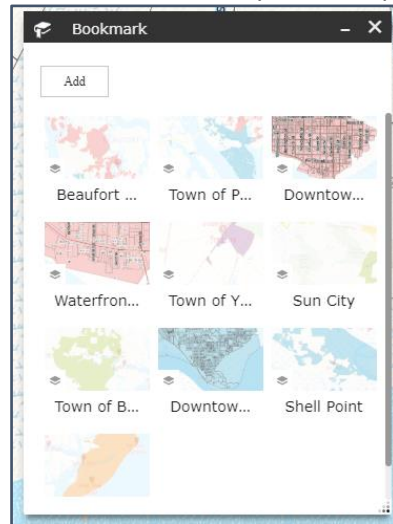 Bookmark
Add
Beaufort ... Town of P... Downtow...
Waterfron... Town of Y... Sun City
Town of B... Downtow... Shell Point